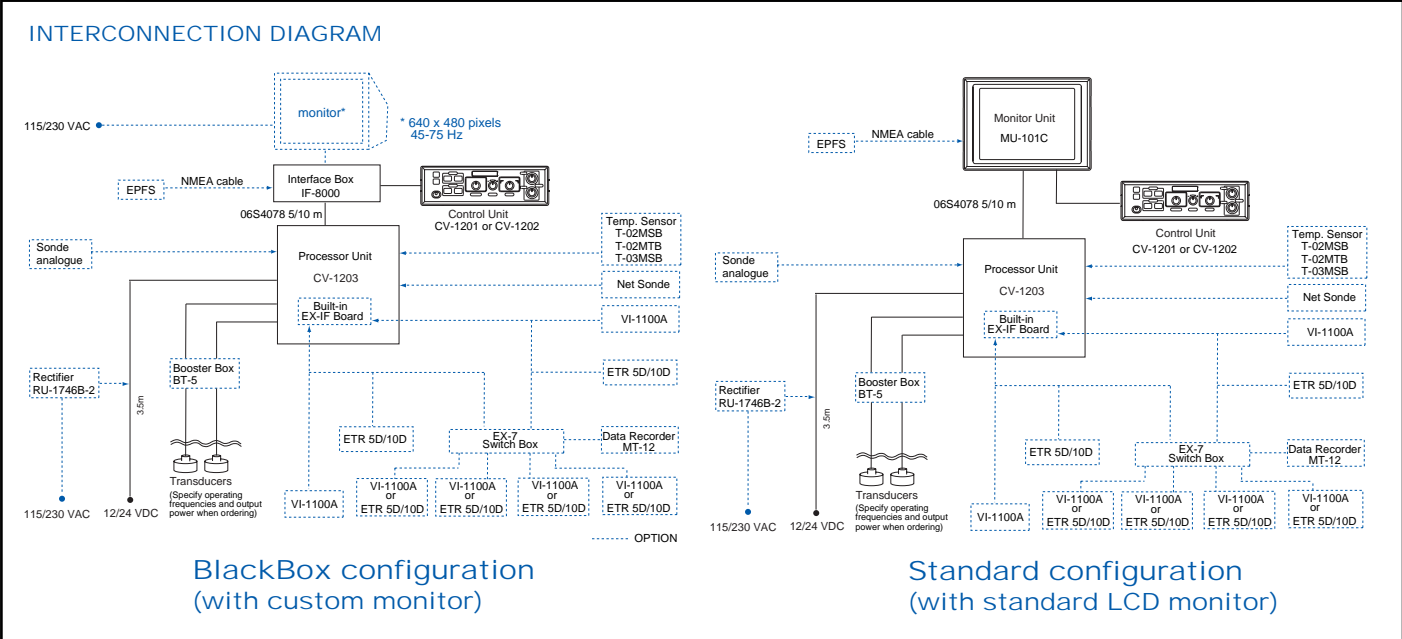 INTERCONNECTION DIAGRAM
monitor*
115/230 VAC
* 640 x 480 pixels
45-75 Hz
EPFS
NMEA cable
Interface Box
IF-8000
06S4078 5/10 m
Control Unit
CV-1201 or CV-1202
Sonde
analogue
Processor Unit
CV-1203
Built-in
EX-IF Board
Temp. Sensor
T-02MSB
T-02MTB
T-03MSB
Net Sonde
VI-1100A
ETR 5D/10D
Rectifier
RU-1746B-2
Booster Box
BT-5
3.5m
ETR 5D/10D
EX-7
Switch Box
Data Recorder
MT-12
Transducers
(Specify operating
frequencies and output
power when ordering)
115/230 VAC
12/24 VDC
VI-1100A
VI-1100A
or
ETR 5D/10D
VI-1100A
or
ETR 5D/10D
VI-1100A
or
ETR 5D/10D
VI-1100A
or
ETR 5D/10D
OPTION
BlackBox configuration
(with custom monitor)
Monitor Unit
MU-101C
EPFS
NMEA cable
06S4078 5/10 m
Control Unit
CV-1201 or CV-1202
Sonde
analogue
Processor Unit
CV-1203
Built-in
EX-IF Board
Temp. Sensor
T-02MSB
T-02MTB
T-03MSB
Net Sonde
VI-1100A
ETR 5D/10D
Rectifier
RU-1746B-2
Booster Box
BT-5
3.5m
ETR 5D/10D
EX-7
Switch Box
Data Recorder
MT-12
Transducers
(Specify operating
frequencies and output
power when ordering)
115/230 VAC
12/24 VDC
VI-1100A
VI-1100A
or
ETR 5D/10D
VI-1100A
or
ETR 5D/10D
VI-1100A
or
ETR 5D/10D
VI-1100A
or
ETR 5D/10D
Standard configuration
(with standard LCD monitor)